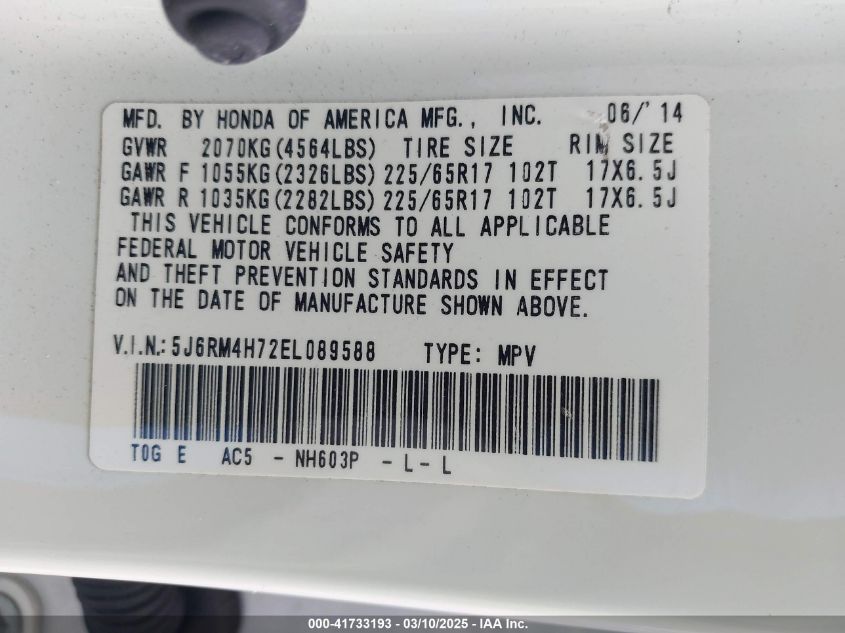 MFD. BY HONDA OF AMERICA MFG., INC. 06/'14
GVWR 2070KG(4564LBS) TIRE SIZE RIM SIZE
GAWR F 1055KG(2326LBS) 225/65R17 102T 17X6.5J
GAWR R 1035KG(2282LBS) 225/65R17 102T 17X6.5J
THIS VEHICLE CONFORMS TO ALL APPLICABLE
FEDERAL MOTOR VEHICLE SAFETY
AND THEFT PREVENTION STANDARDS IN EFFECT
ON THE DATE OF MANUFACTURE SHOWN ABOVE.
V.I.N.: 5J6RM4H72EL089588 TYPE: MPV
T0G E AC5 - NH603P - L - L
000-41733193 - 03/10/2025 - IAA Inc.